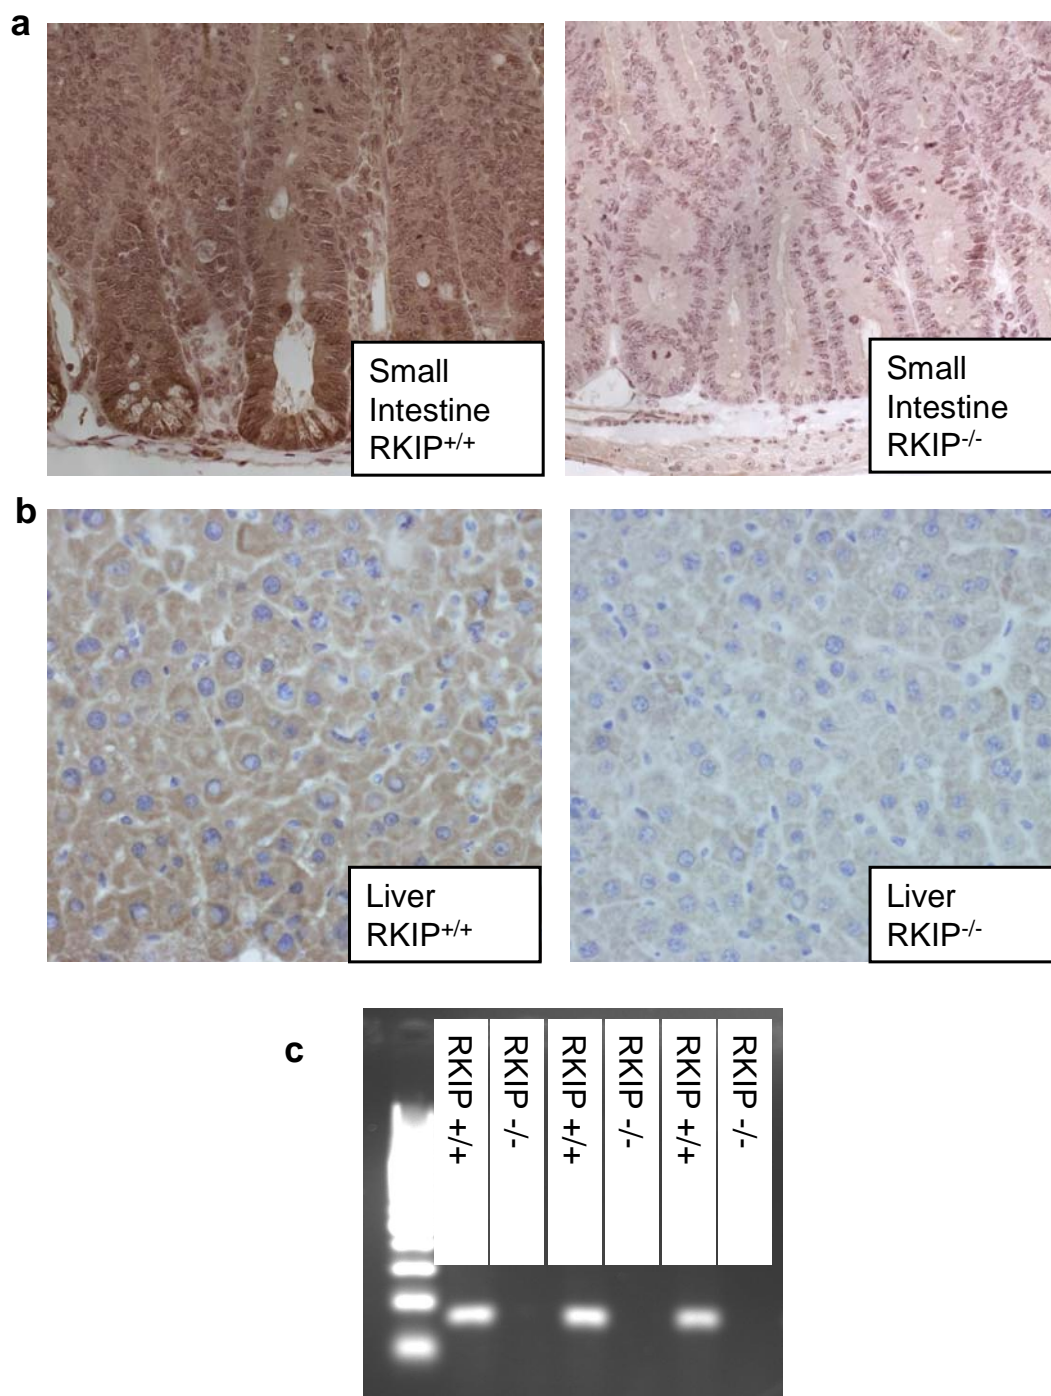 a
Small
Intestine
RKIP+/+
Small
Intestine
RKIP-/-
b
Liver
RKIP+/+
Liver
RKIP-/-
c
RKIP +/+
RKIP -/-
RKIP +/+
RKIP -/-
RKIP +/+
RKIP -/-